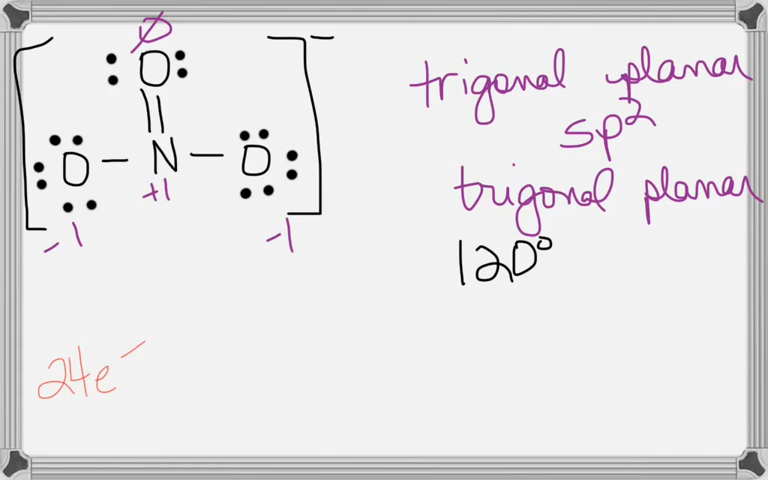 ∅
[ O ]⁻
||
O – N – O
-1 +1 -1
trigonal planar
sp²
trigonal planar
120°
24e⁻